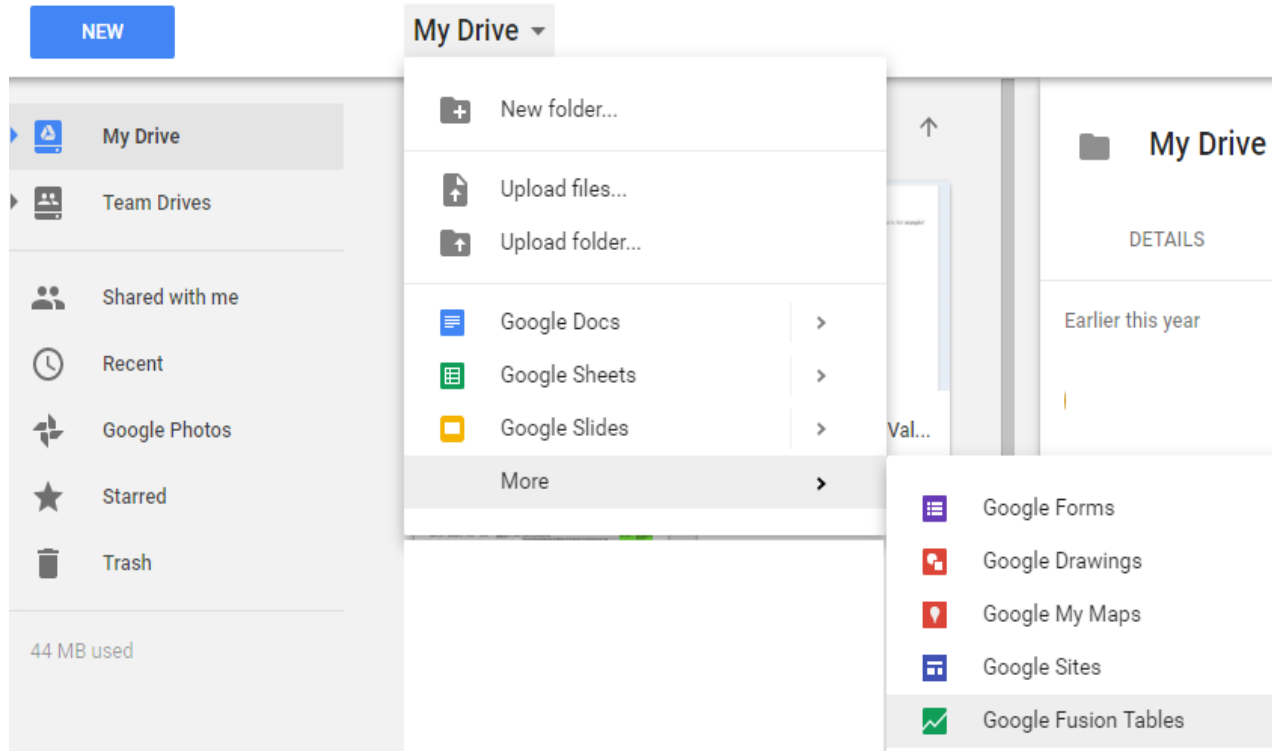 NEW
My Drive
My Drive
Team Drives
Shared with me
Recent
Google Photos
Starred
Trash
44 MB used
New folder...
Upload files...
Upload folder...
Google Docs
Google Sheets
Google Slides
More
Val...
Google Forms
Google Drawings
Google My Maps
Google Sites
Google Fusion Tables
My Drive
DETAILS
Earlier this year